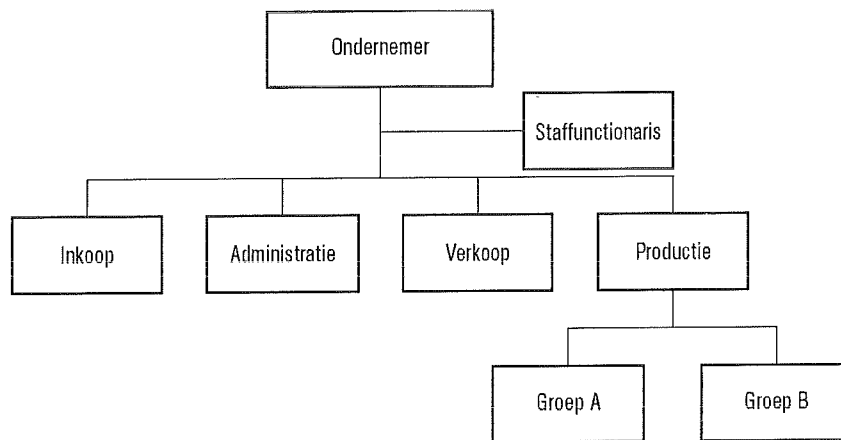 Ondernemer
Staffunctionaris
Inkoop
Administratie
Verkoop
Productie
Groep A
Groep B